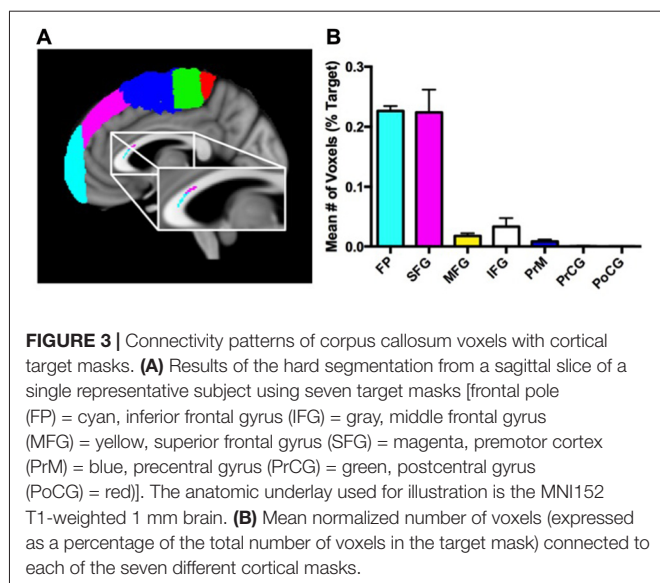 A
B
Mean # of Voxels (% Target)
0.3
0.2
0.1
0.0
FP
SFG
MFG
IFG
PrM
PrCG
PoCG
FIGURE 3 | Connectivity patterns of corpus callosum voxels with cortical
target masks. (A) Results of the hard segmentation from a sagittal slice of a
single representative subject using seven target masks [frontal pole
(FP) = cyan, inferior frontal gyrus (IFG) = gray, middle frontal gyrus
(MFG) = yellow, superior frontal gyrus (SFG) = magenta, premotor cortex
(PrM) = blue, precentral gyrus (PrCG) = green, postcentral gyrus
(PoCG) = red)]. The anatomic underlay used for illustration is the MNI152
T1-weighted 1 mm brain. (B) Mean normalized number of voxels (expressed
as a percentage of the total number of voxels in the target mask) connected to
each of the seven different cortical masks.